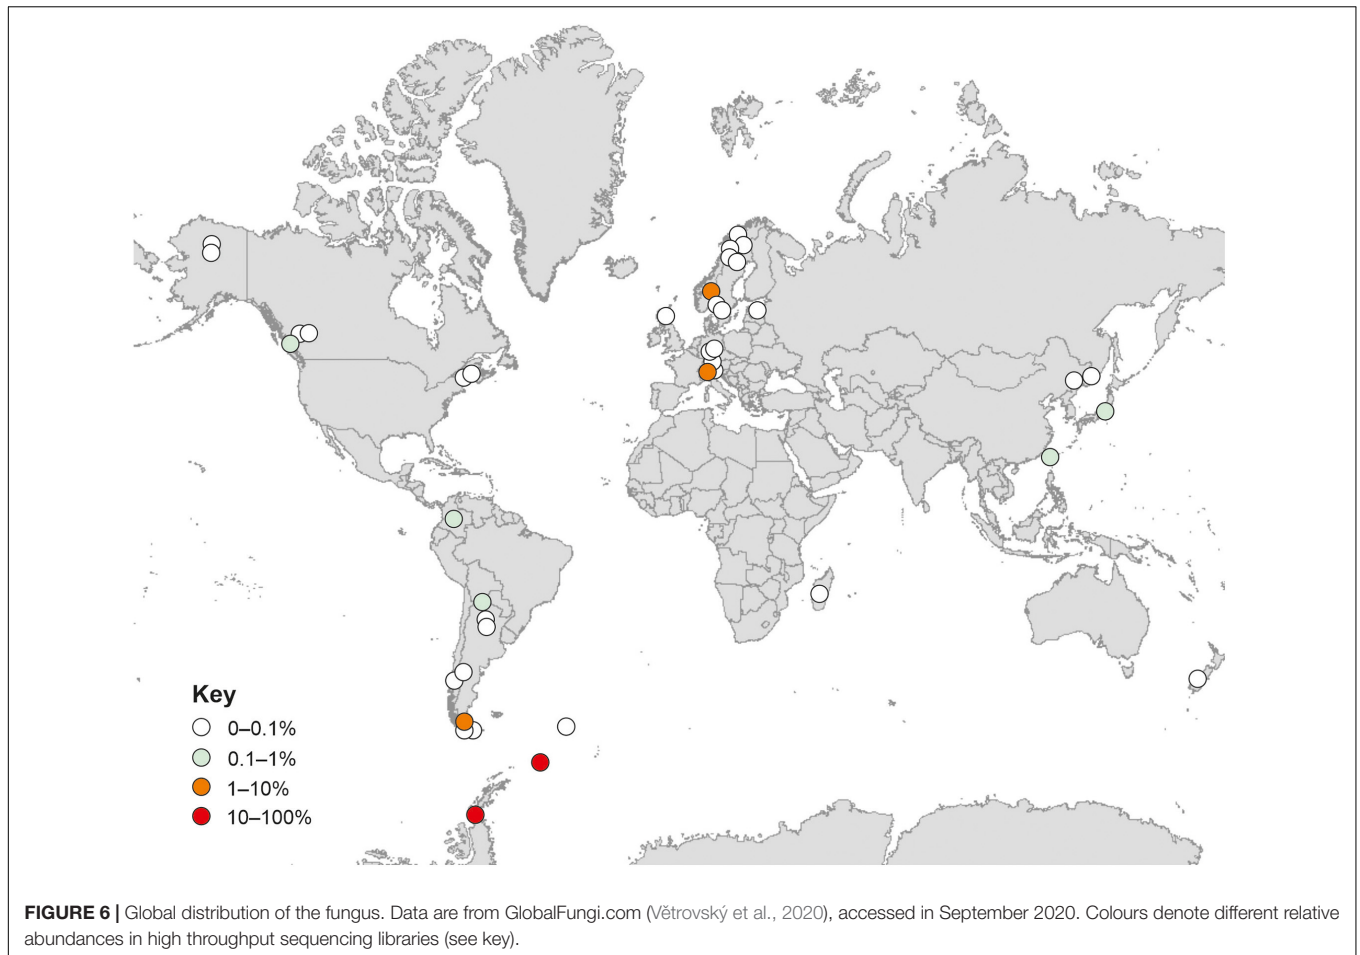 Key
0–0.1%
0.1–1%
1–10%
10–100%
FIGURE 6 | Global distribution of the fungus. Data are from GlobalFungi.com (Větrovský et al., 2020), accessed in September 2020. Colours denote different relative
abundances in high throughput sequencing libraries (see key).